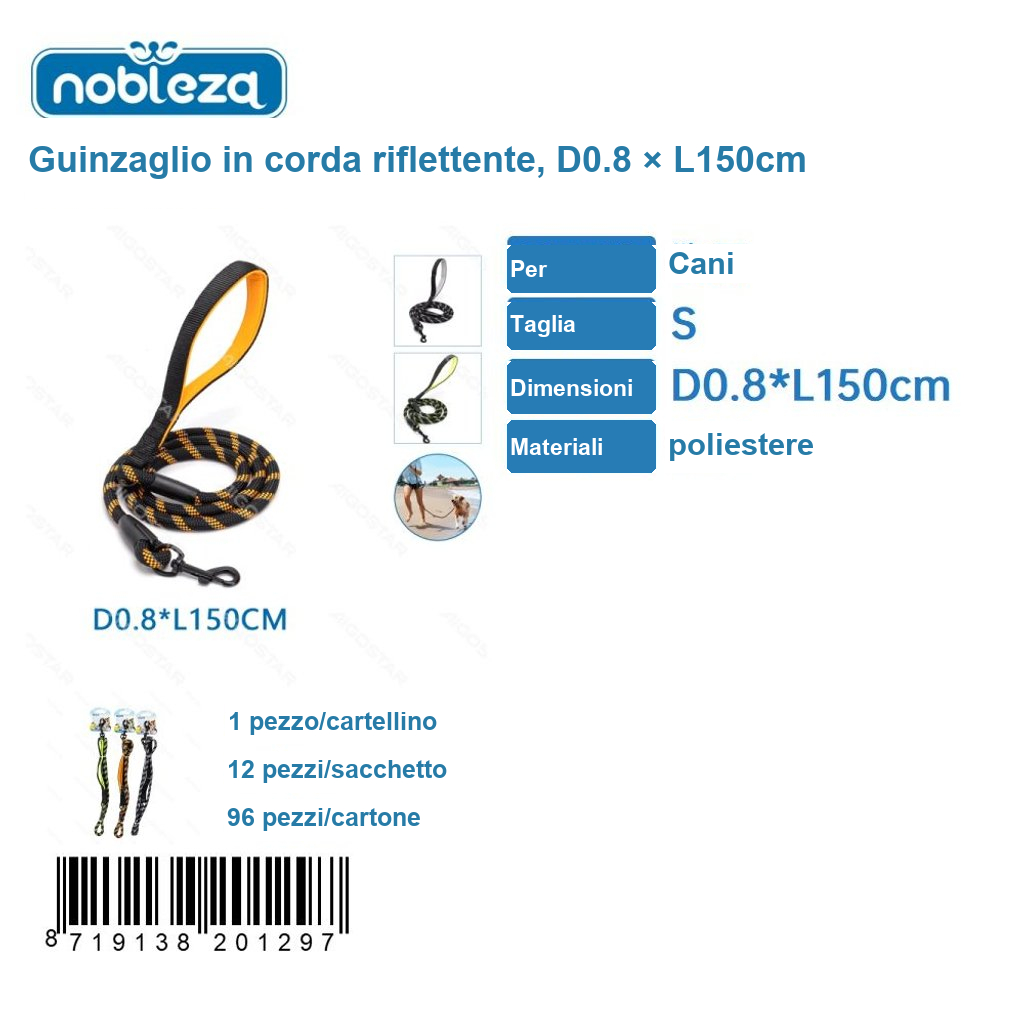 nobleza
Guinzaglio in corda riflettente, D0.8 × L150cm
Per
Cani
Taglia
S
Dimensioni
D0.8*L150cm
Materiali
poliestere
AIGOSTAR
D0.8*L150CM
1 pezzo/cartellino
12 pezzi/sacchetto
96 pezzi/cartone
8 719138 201297